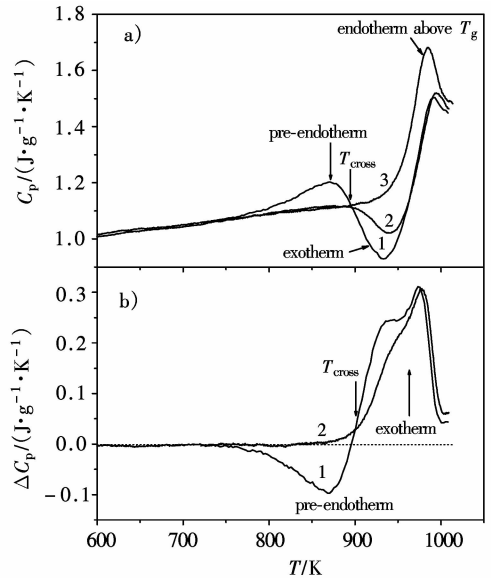 a)
endotherm above Tg
pre-endotherm
Tcross
3
2
1
exotherm
1.8
1.6
1.4
1.2
1.0
Cp/(J·g⁻¹·K⁻¹)
b)
Tcross
2
1
exotherm
pre-endotherm
0.3
0.2
0.1
0.0
−0.1
ΔCp/(J·g⁻¹·K⁻¹)
600 700 800 900 1000
T/K